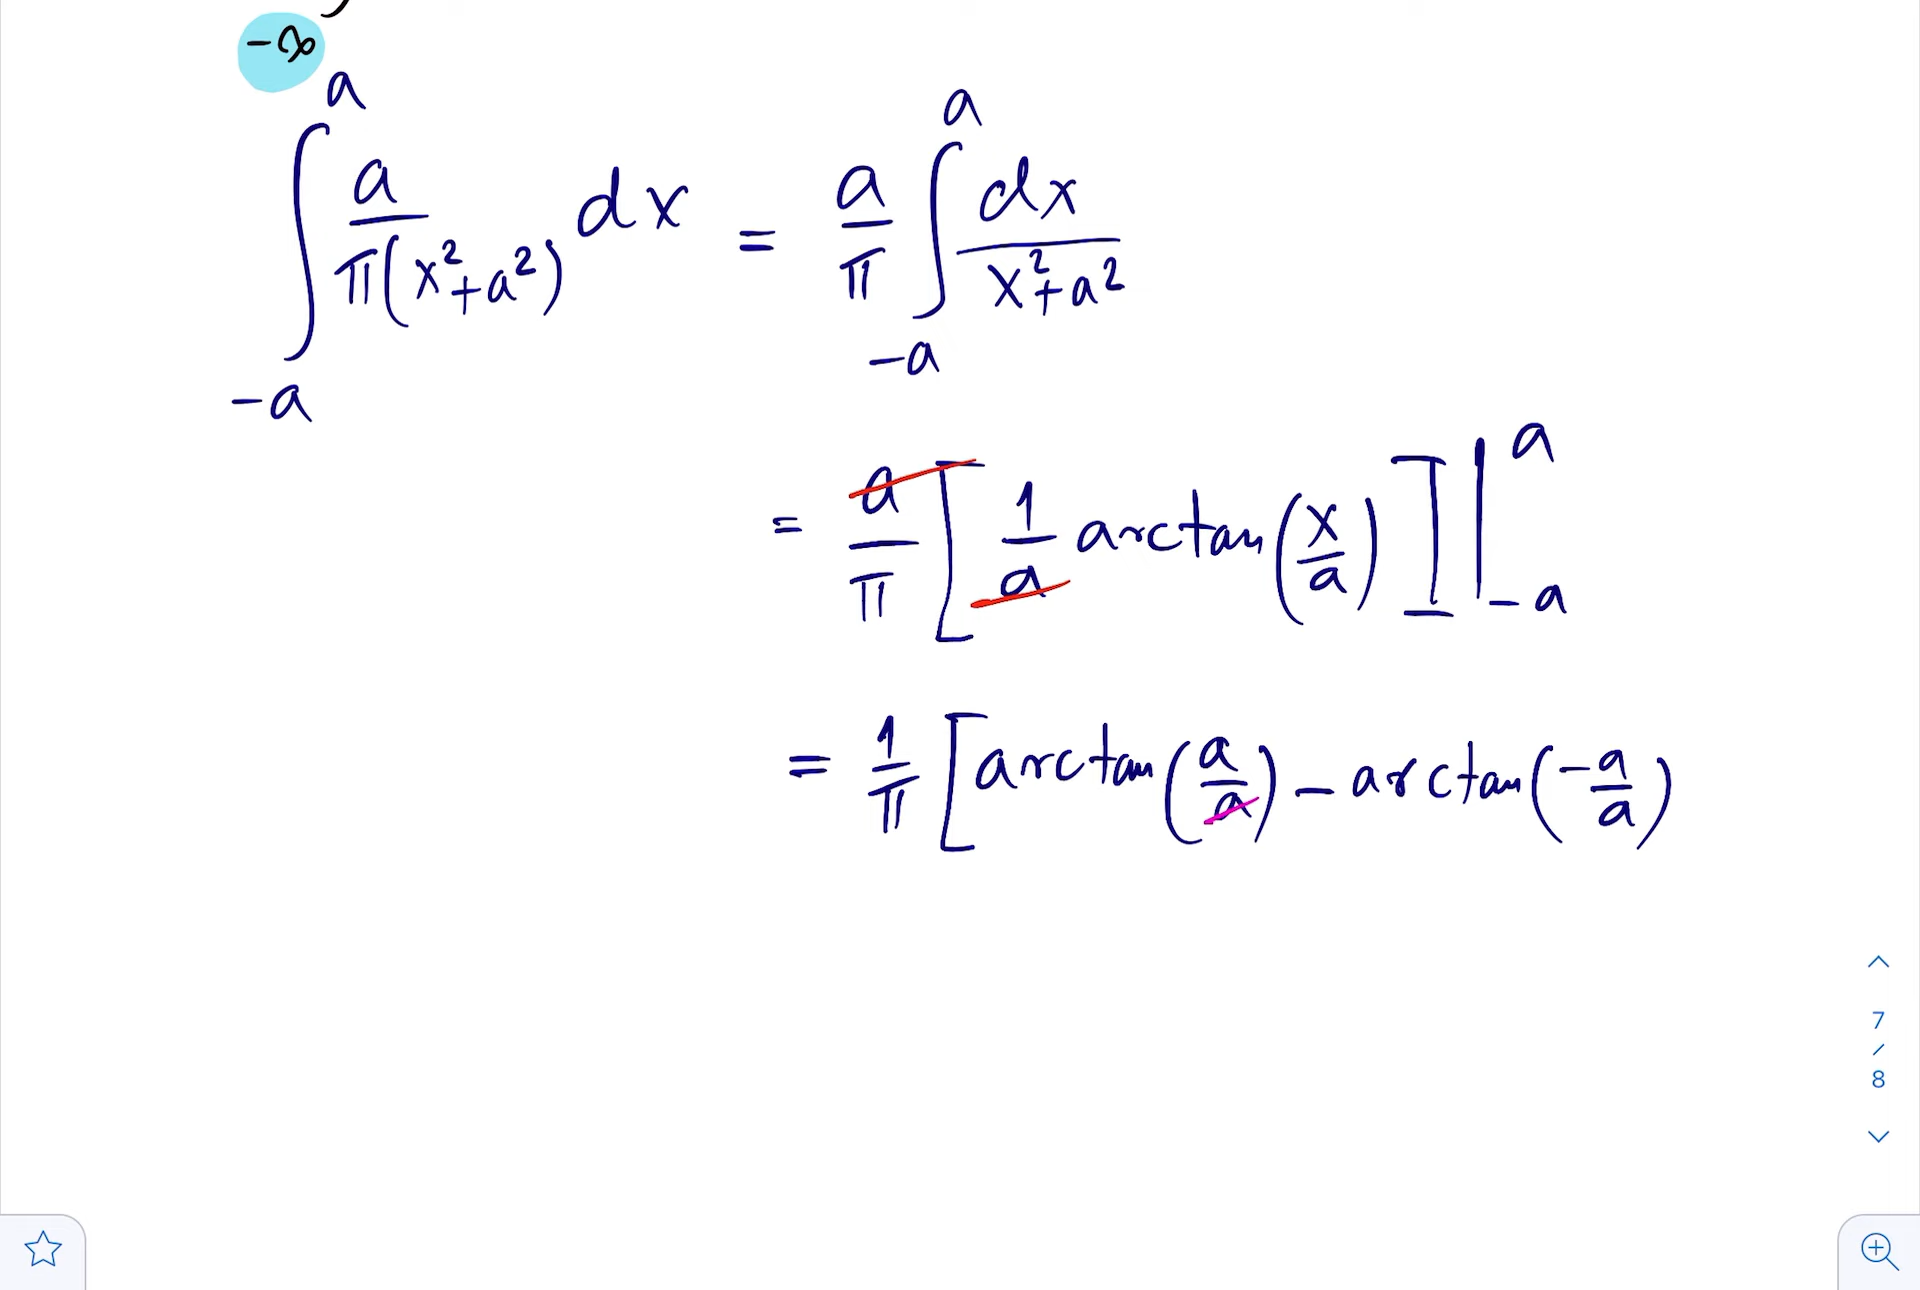 -∞
∫_{-a}^{a} a/(π(x²+a²)) dx = a/π ∫_{-a}^{a} dx/(x²+a²)
= a/π [ 1/a arctan(x/a) ] |_{-a}^{a}
= 1/π [ arctan(a/a) - arctan(-a/a)
7
/
8